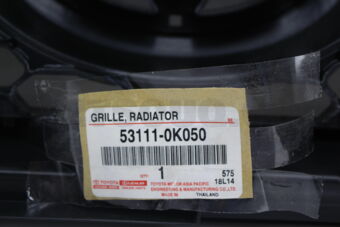 GRILLE, RADIATOR
53111-0K050
1
575
18L14
TOYOTA
TOYOTA MOTOR ASIA PACIFIC
ENGINEERING & MANUFACTURING CO.,LTD.
MADE IN THAILAND